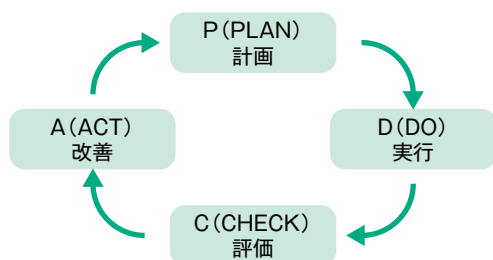 P(PLAN)
計画
D(DO)
実行
C(CHECK)
評価
A(ACT)
改善